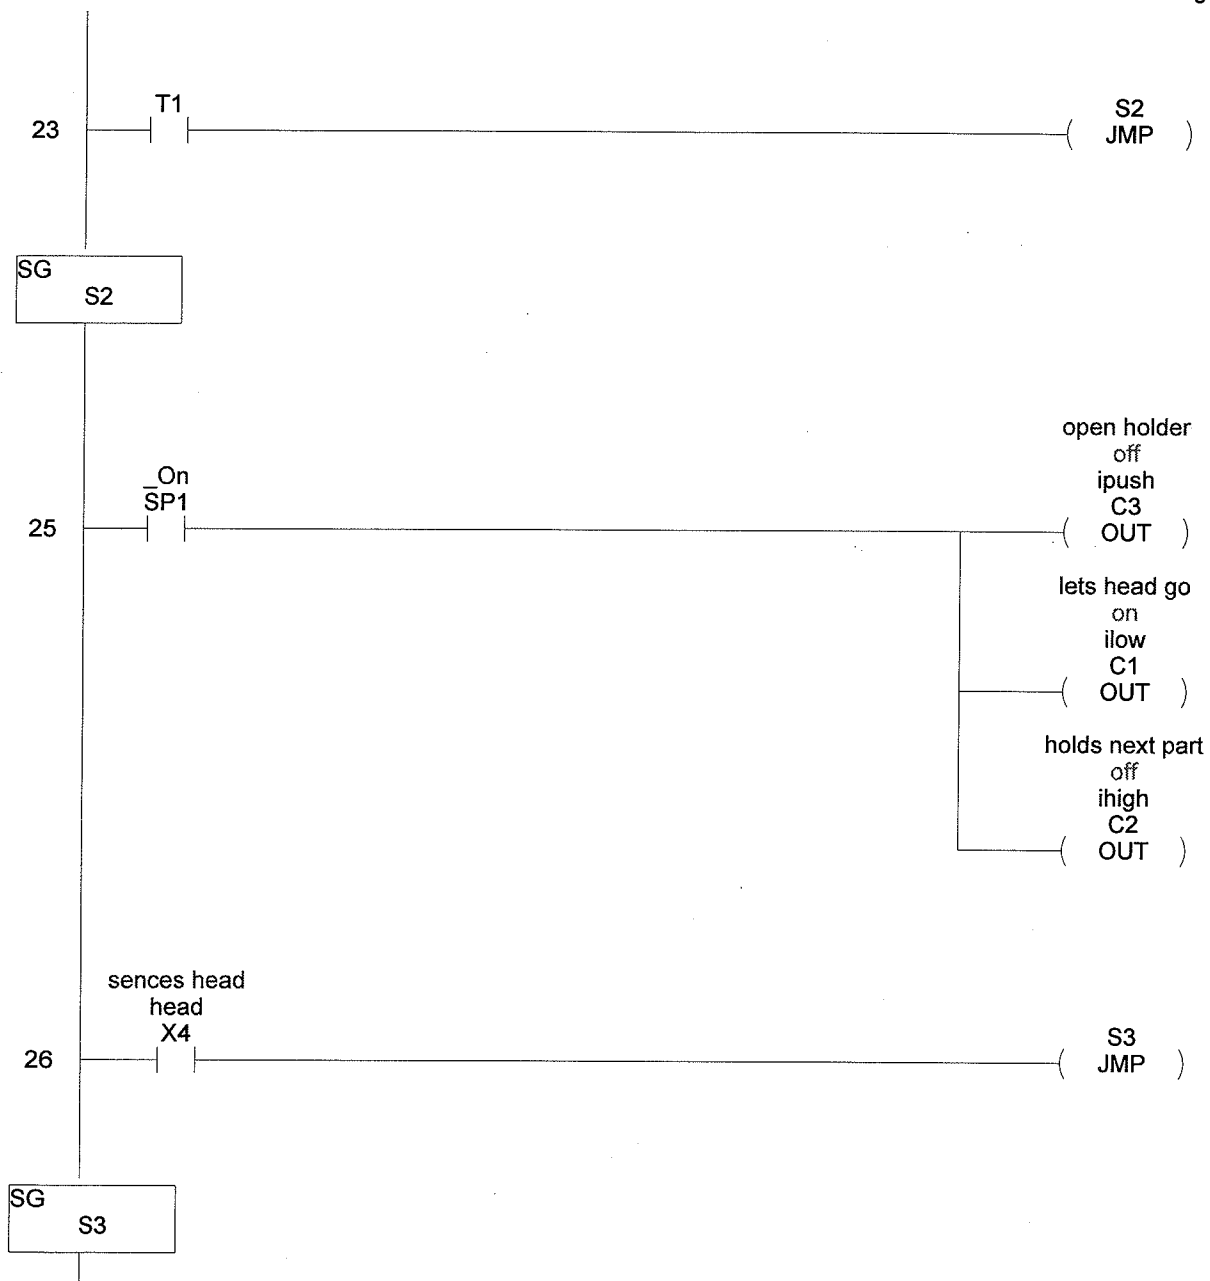 T1
23
S2
JMP
SG
S2
open holder
off
ipush
C3
OUT
_On
SP1
25
lets head go
on
ilow
C1
OUT
holds next part
off
ihigh
C2
OUT
sences head
head
X4
26
S3
JMP
SG
S3